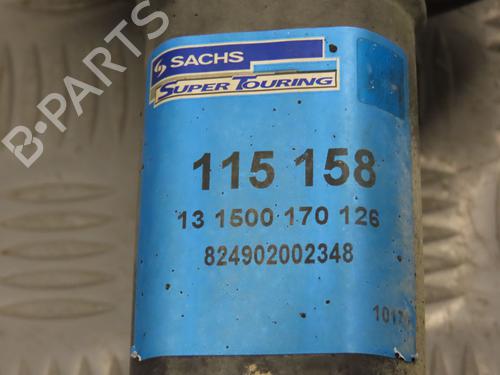 B-PARTS
SACHS
SUPER TOURING
115 158
13 1500 170 126
824902002348